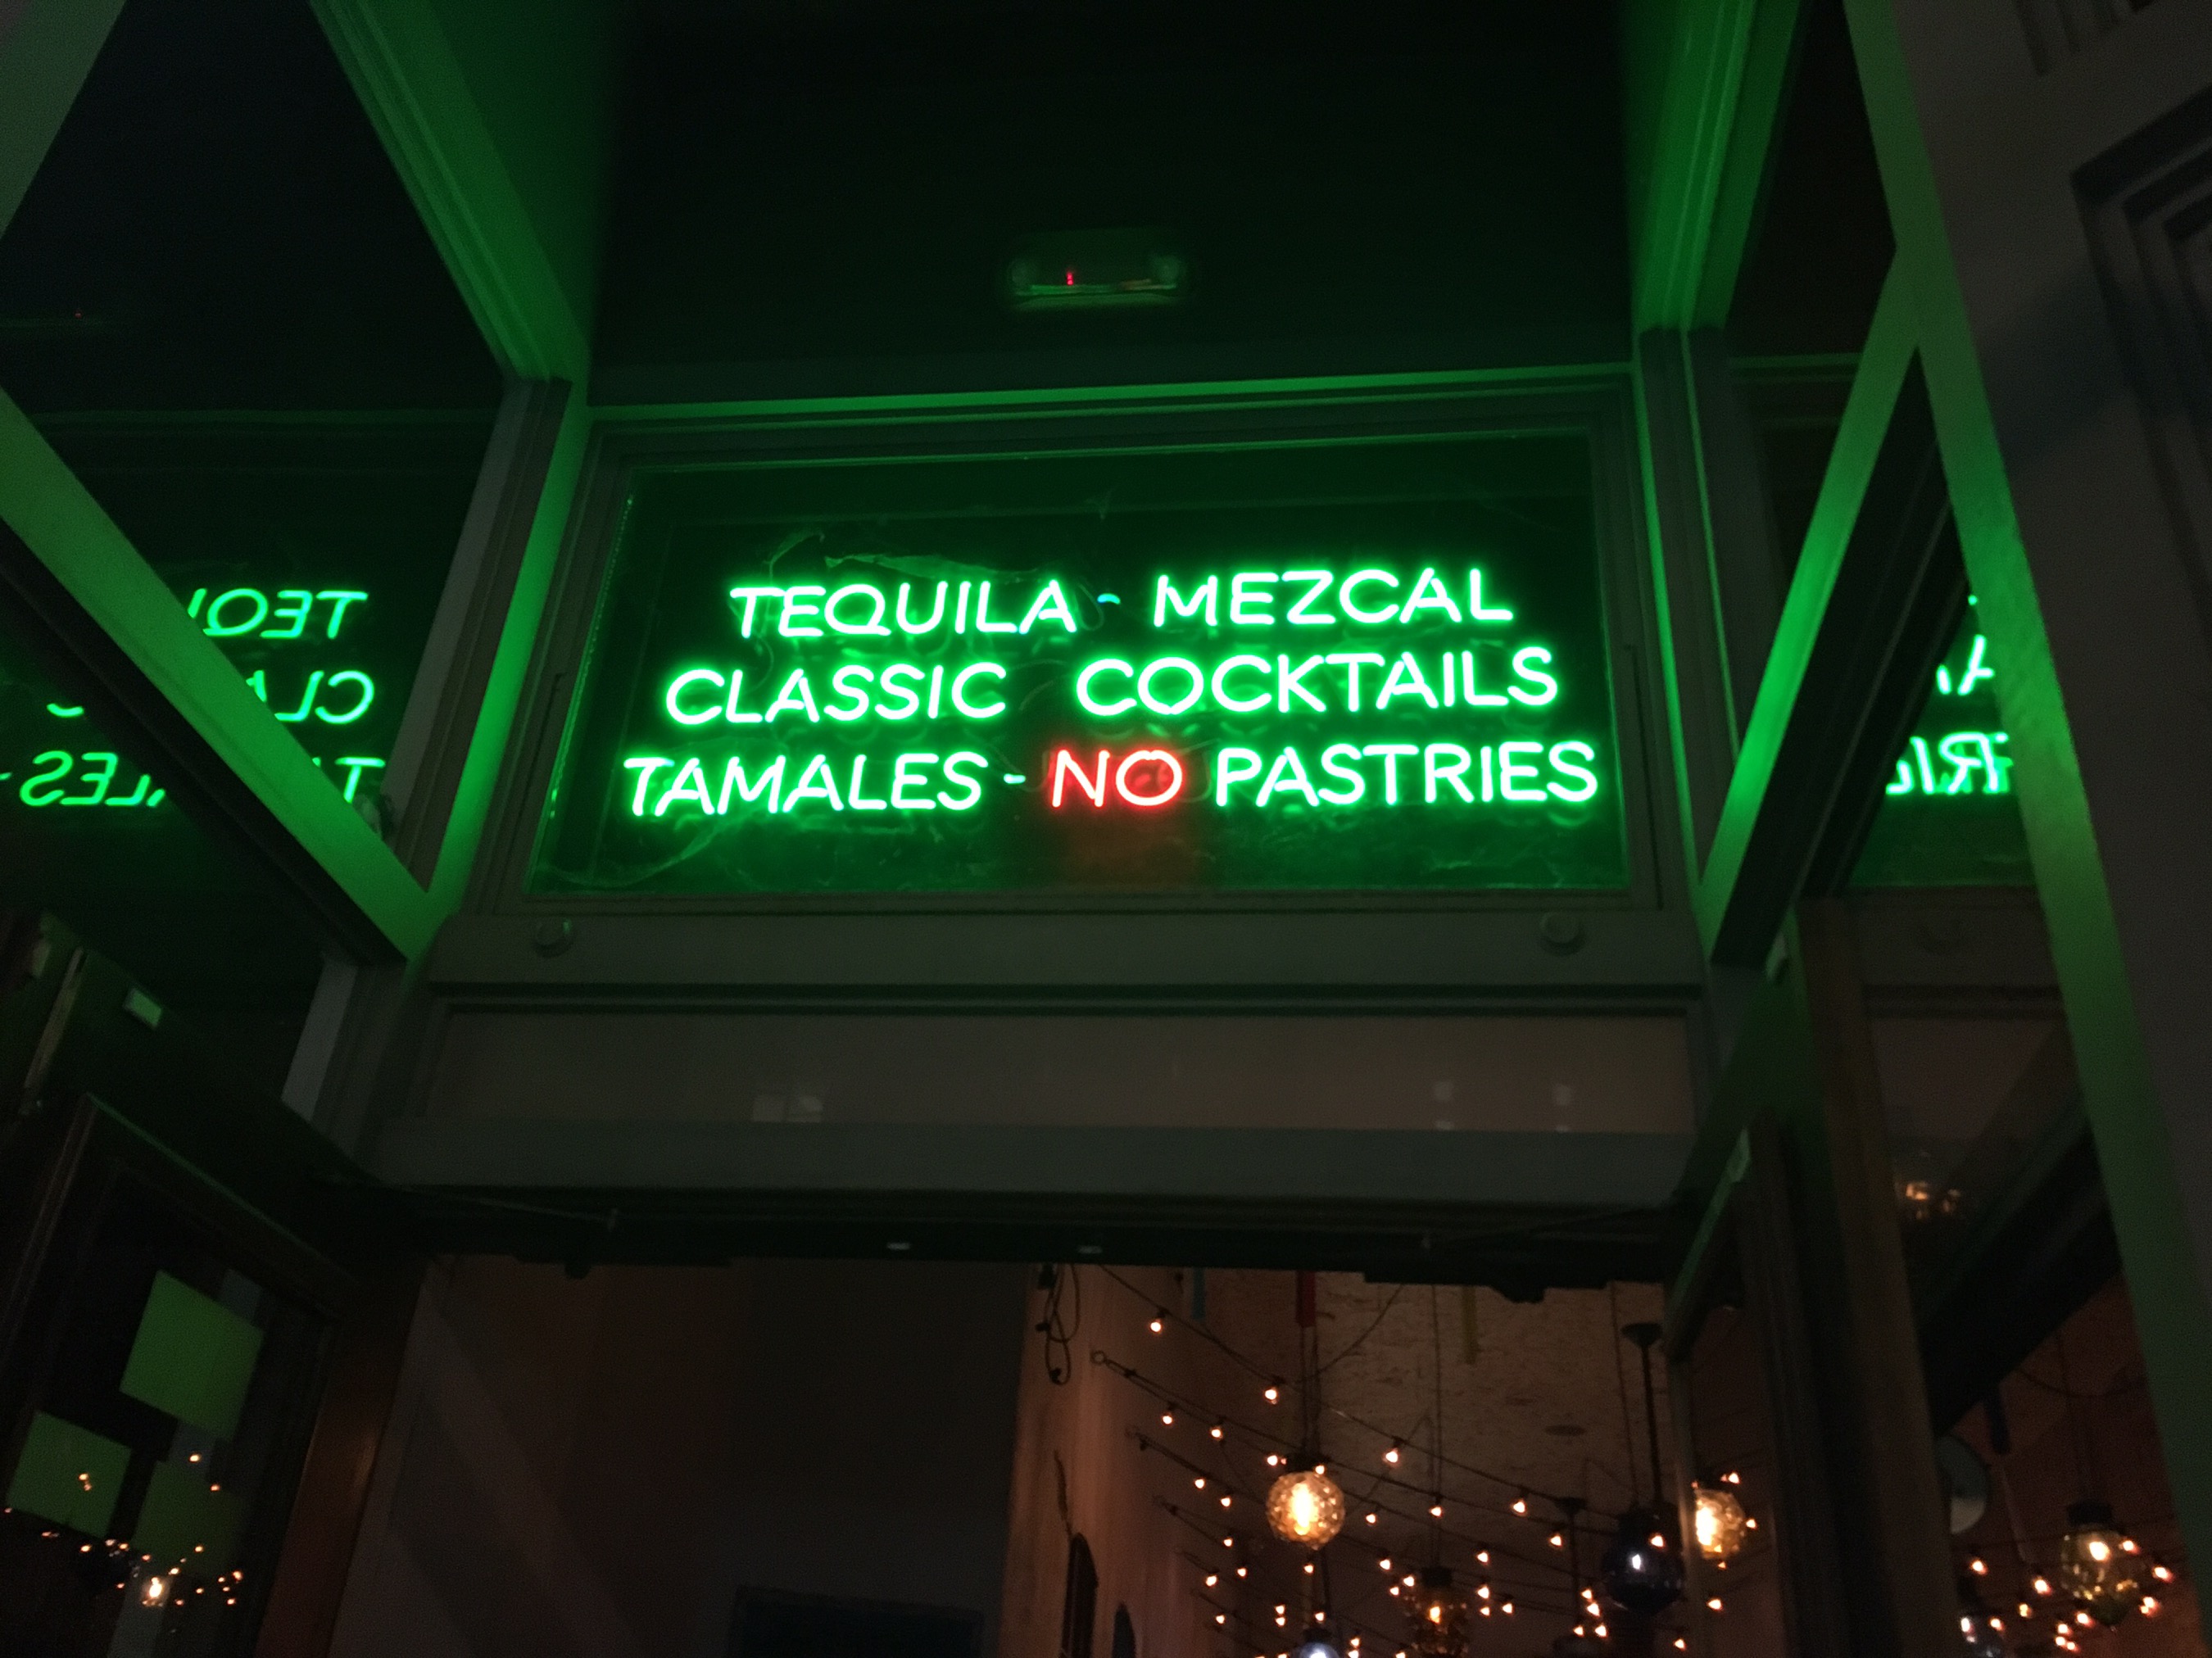 TEQUILA - MEZCAL
CLASSIC COCKTAILS
TAMALES - NO PASTRIES